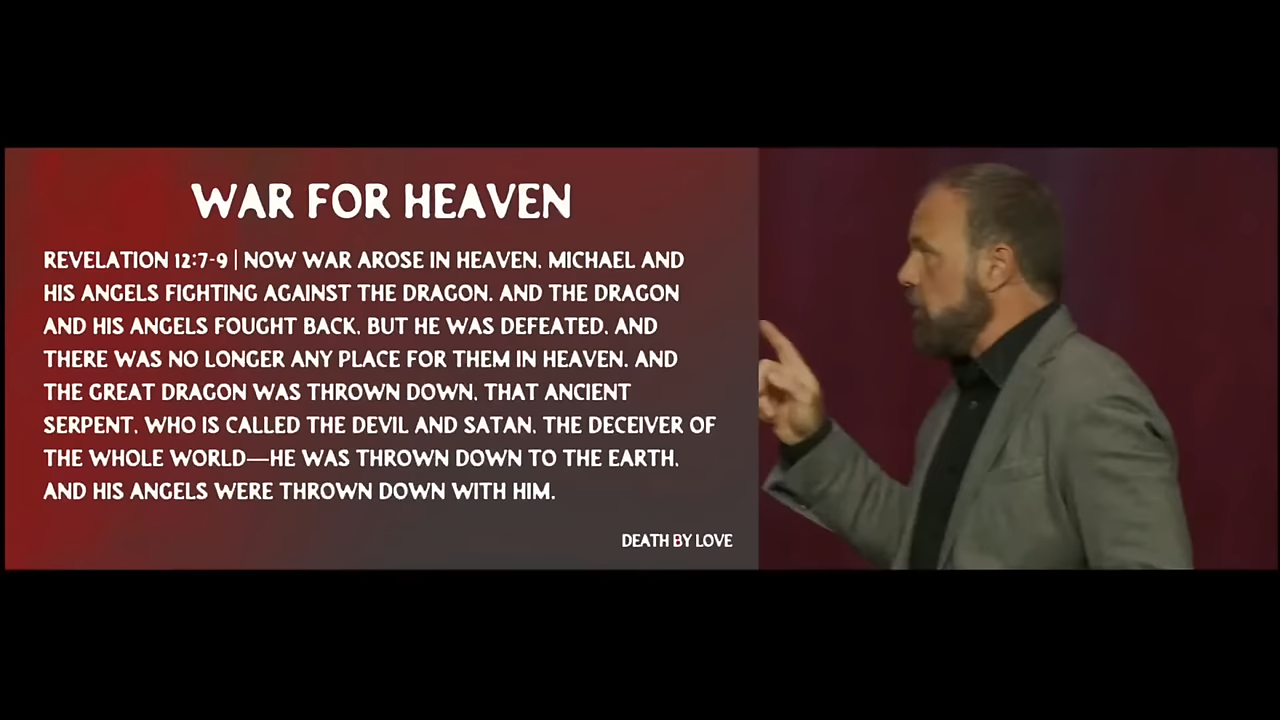 WAR FOR HEAVEN
REVELATION 12:7-9 | NOW WAR AROSE IN HEAVEN, MICHAEL AND
HIS ANGELS FIGHTING AGAINST THE DRAGON. AND THE DRAGON
AND HIS ANGELS FOUGHT BACK, BUT HE WAS DEFEATED, AND
THERE WAS NO LONGER ANY PLACE FOR THEM IN HEAVEN. AND
THE GREAT DRAGON WAS THROWN DOWN, THAT ANCIENT
SERPENT, WHO IS CALLED THE DEVIL AND SATAN, THE DECEIVER OF
THE WHOLE WORLD—HE WAS THROWN DOWN TO THE EARTH,
AND HIS ANGELS WERE THROWN DOWN WITH HIM.
DEATH BY LOVE